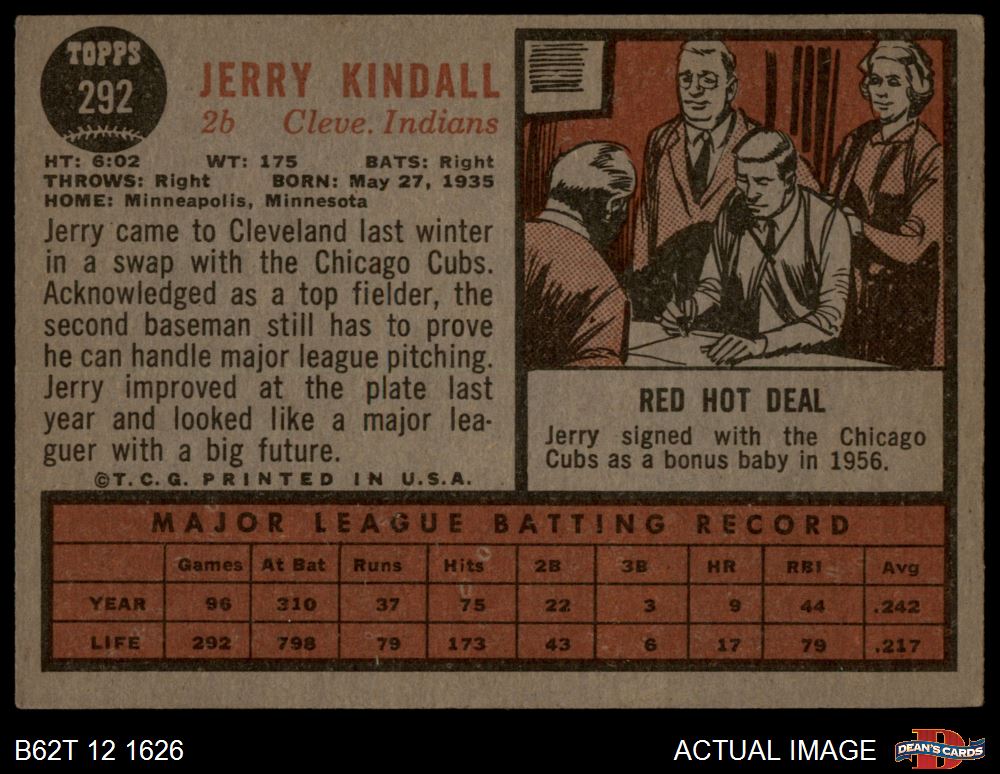 TOPPS
292
JERRY KINDALL
2b Cleve. Indians
HT: 6:02 WT: 175 BATS: Right
THROWS: Right BORN: May 27, 1935
HOME: Minneapolis, Minnesota
Jerry came to Cleveland last winter
in a swap with the Chicago Cubs.
Acknowledged as a top fielder, the
second baseman still has to prove
he can handle major league pitching.
Jerry improved at the plate last
year and looked like a major lea-
guer with a big future.
©T.C.G. PRINTED IN U.S.A.
RED HOT DEAL
Jerry signed with the Chicago
Cubs as a bonus baby in 1956.
MAJOR LEAGUE BATTING RECORD
Games At Bat Runs Hits 2B 3B HR RBI Avg
YEAR 96 310 37 75 22 3 9 44 .242
LIFE 292 798 79 173 43 6 17 79 .217
B62T 12 1626
ACTUAL IMAGE
D
DEAN'S CARDS